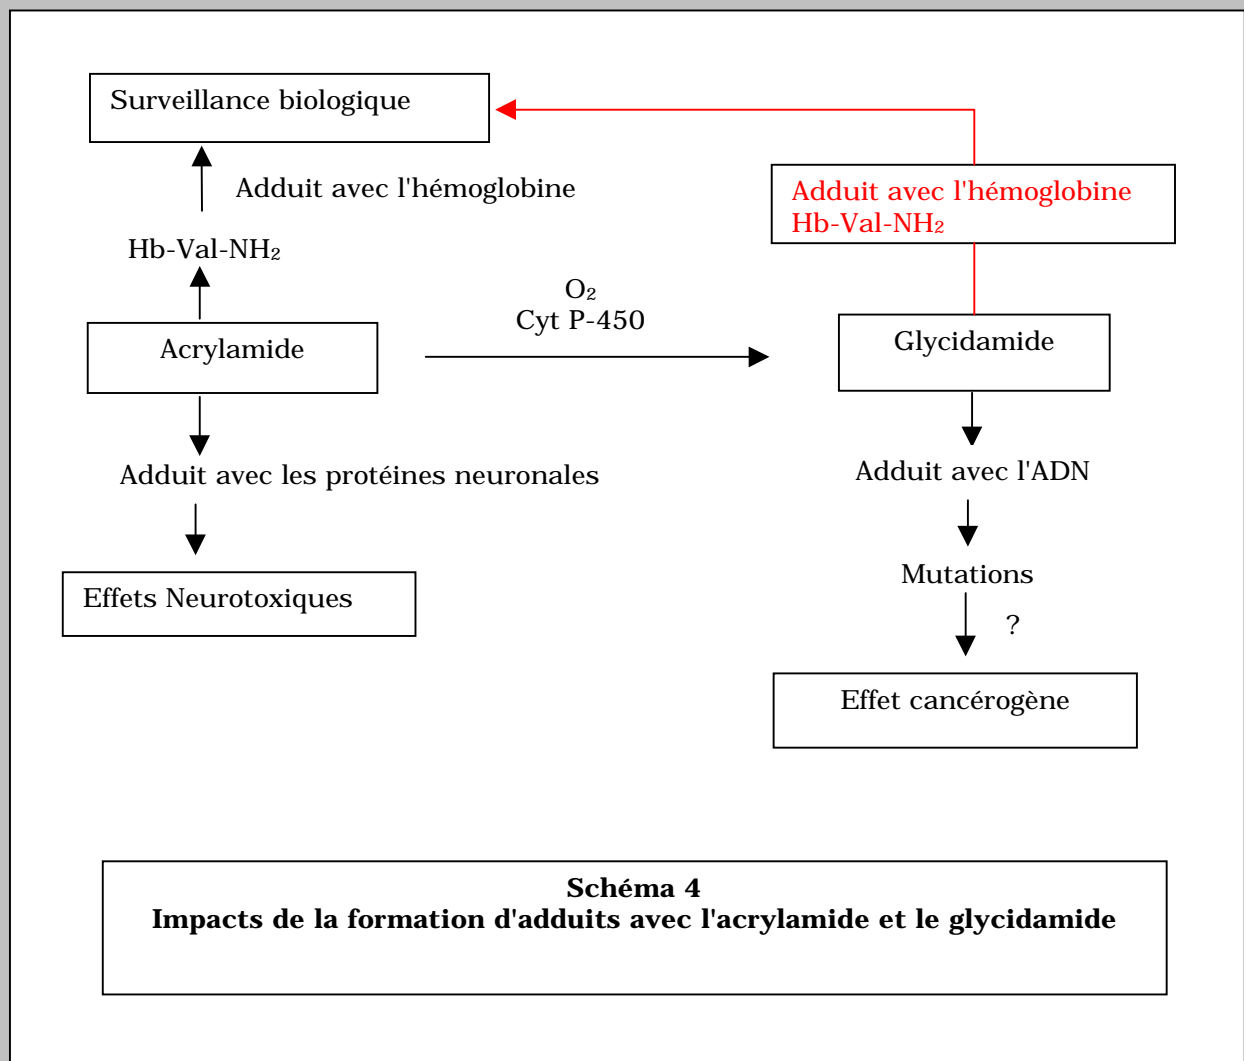 Surveillance biologique
Adduit avec l'hémoglobine
Adduit avec l'hémoglobine
Hb-Val-NH₂
Hb-Val-NH₂
O₂
Cyt P-450
Acrylamide
Glycidamide
Adduit avec les protéines neuronales
Adduit avec l'ADN
Effets Neurotoxiques
Mutations
?
Effet cancérogène
Schéma 4
Impacts de la formation d'adduits avec l'acrylamide et le glycidamide